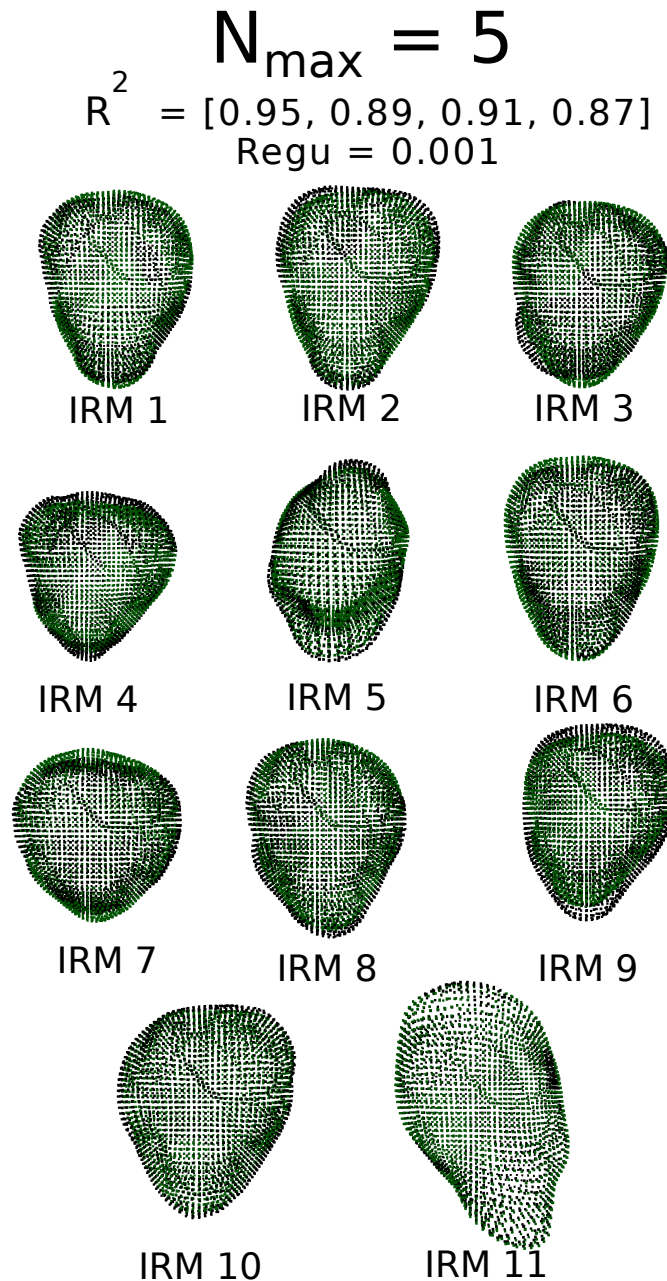 N_max = 5
R^2 = [0.95, 0.89, 0.91, 0.87]
Regu = 0.001
IRM 1 IRM 2 IRM 3
IRM 4 IRM 5 IRM 6
IRM 7 IRM 8 IRM 9
IRM 10 IRM 11